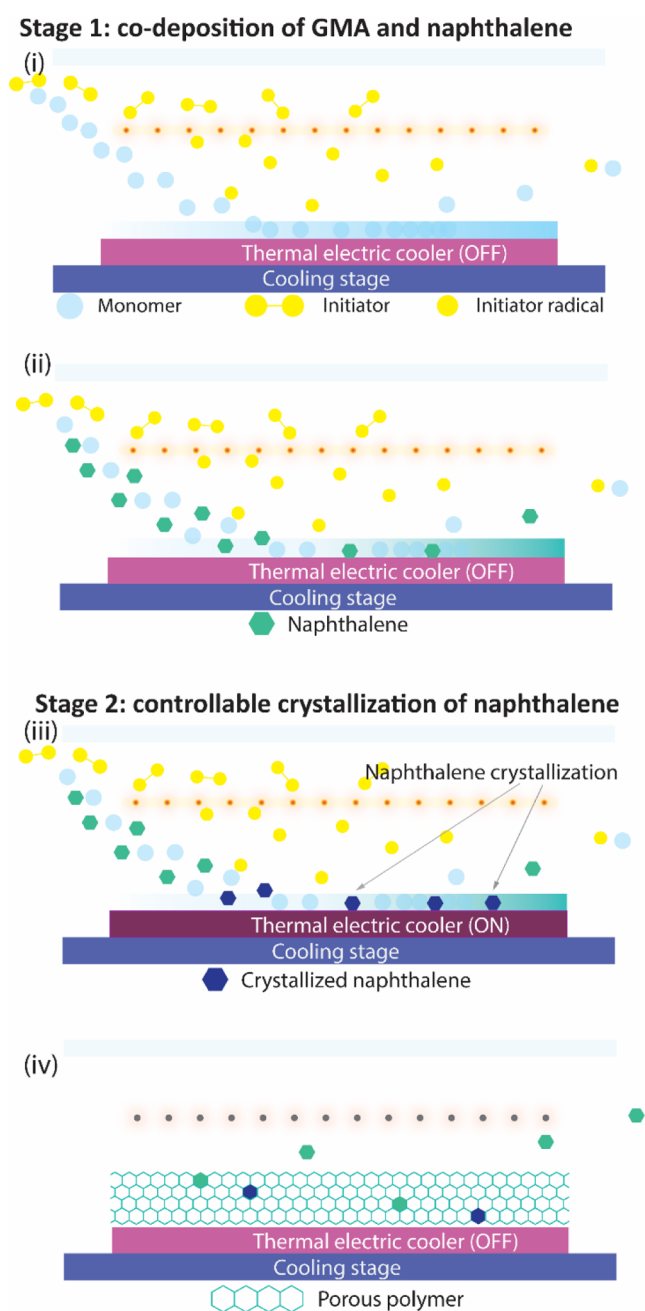 Stage 1: co-deposition of GMA and naphthalene
(i)
Thermal electric cooler (OFF)
Cooling stage
Monomer Initiator Initiator radical
(ii)
Thermal electric cooler (OFF)
Cooling stage
Naphthalene
Stage 2: controllable crystallization of naphthalene
(iii)
Naphthalene crystallization
Thermal electric cooler (ON)
Cooling stage
Crystallized naphthalene
(iv)
Thermal electric cooler (OFF)
Cooling stage
Porous polymer